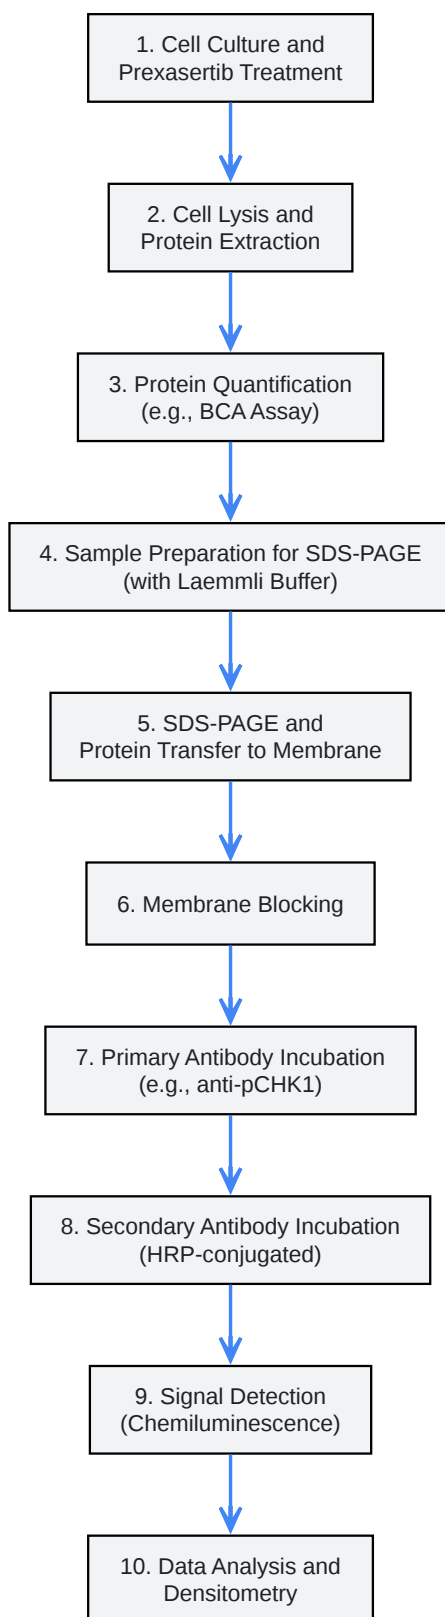 1. Cell Culture and
Prexasertib Treatment
2. Cell Lysis and
Protein Extraction
3. Protein Quantification
(e.g., BCA Assay)
4. Sample Preparation for SDS-PAGE
(with Laemmli Buffer)
5. SDS-PAGE and
Protein Transfer to Membrane
6. Membrane Blocking
7. Primary Antibody Incubation
(e.g., anti-pCHK1)
8. Secondary Antibody Incubation
(HRP-conjugated)
9. Signal Detection
(Chemiluminescence)
10. Data Analysis and
Densitometry